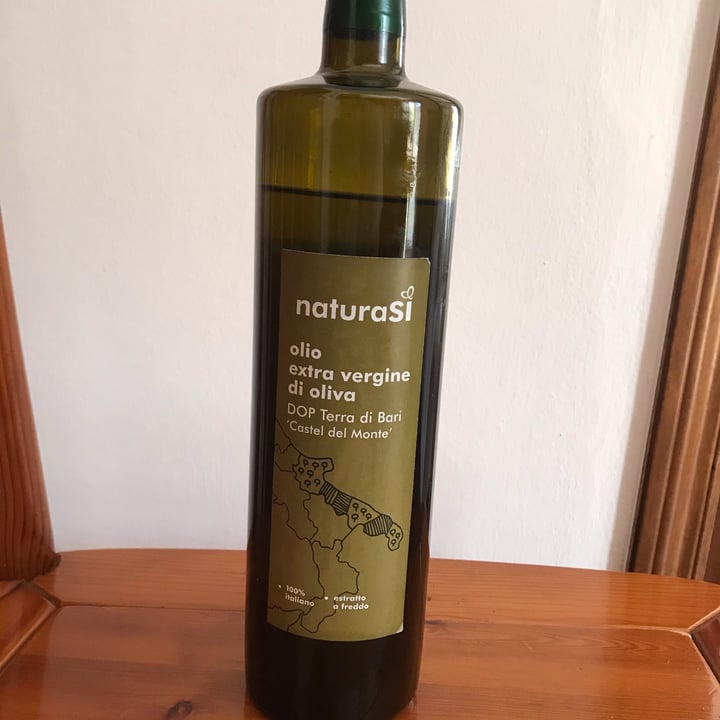 naturaSì
olio
extra vergine
di oliva
DOP Terra di Bari
'Castel del Monte'
• 100%
italiano
• estratto
a freddo